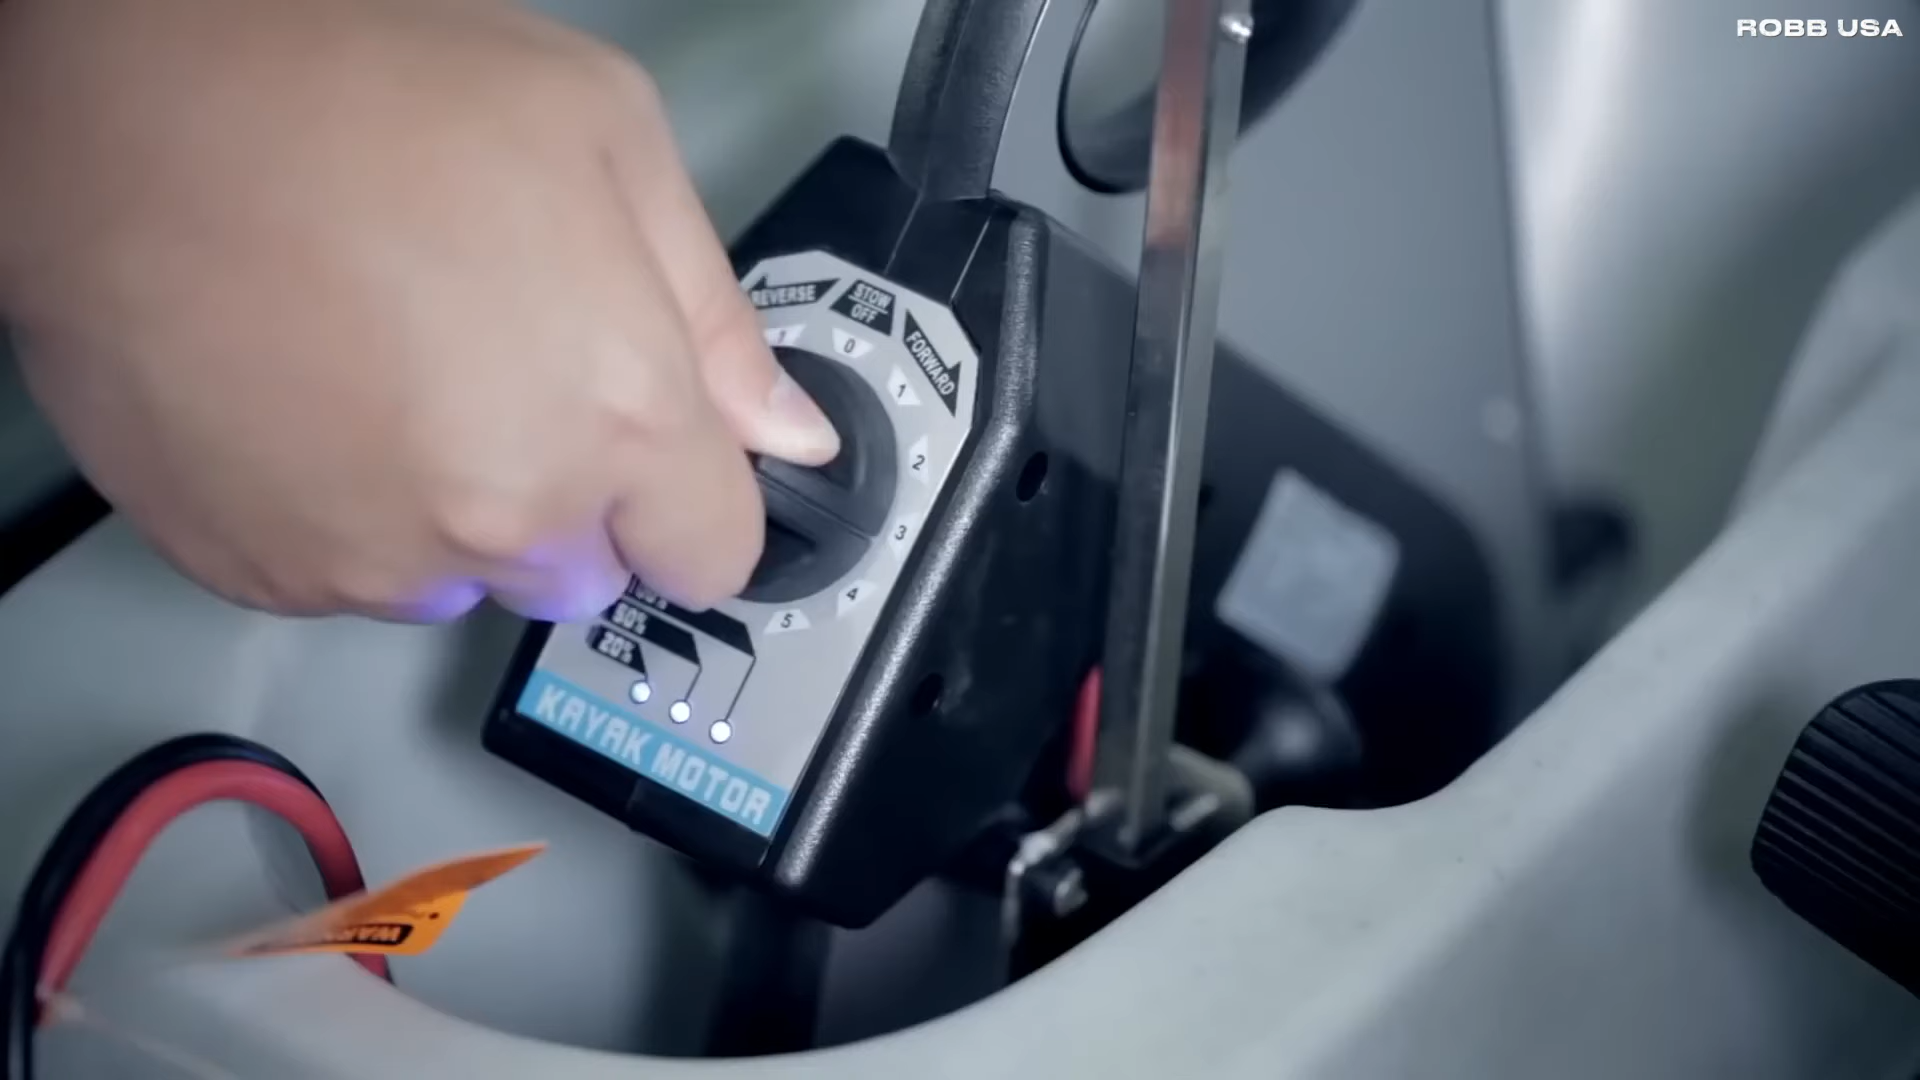 ROBB USA
REVERSE
STOW
OFF
FORWARD
0
1
2
3
4
5
50%
20%
KAYAK MOTOR